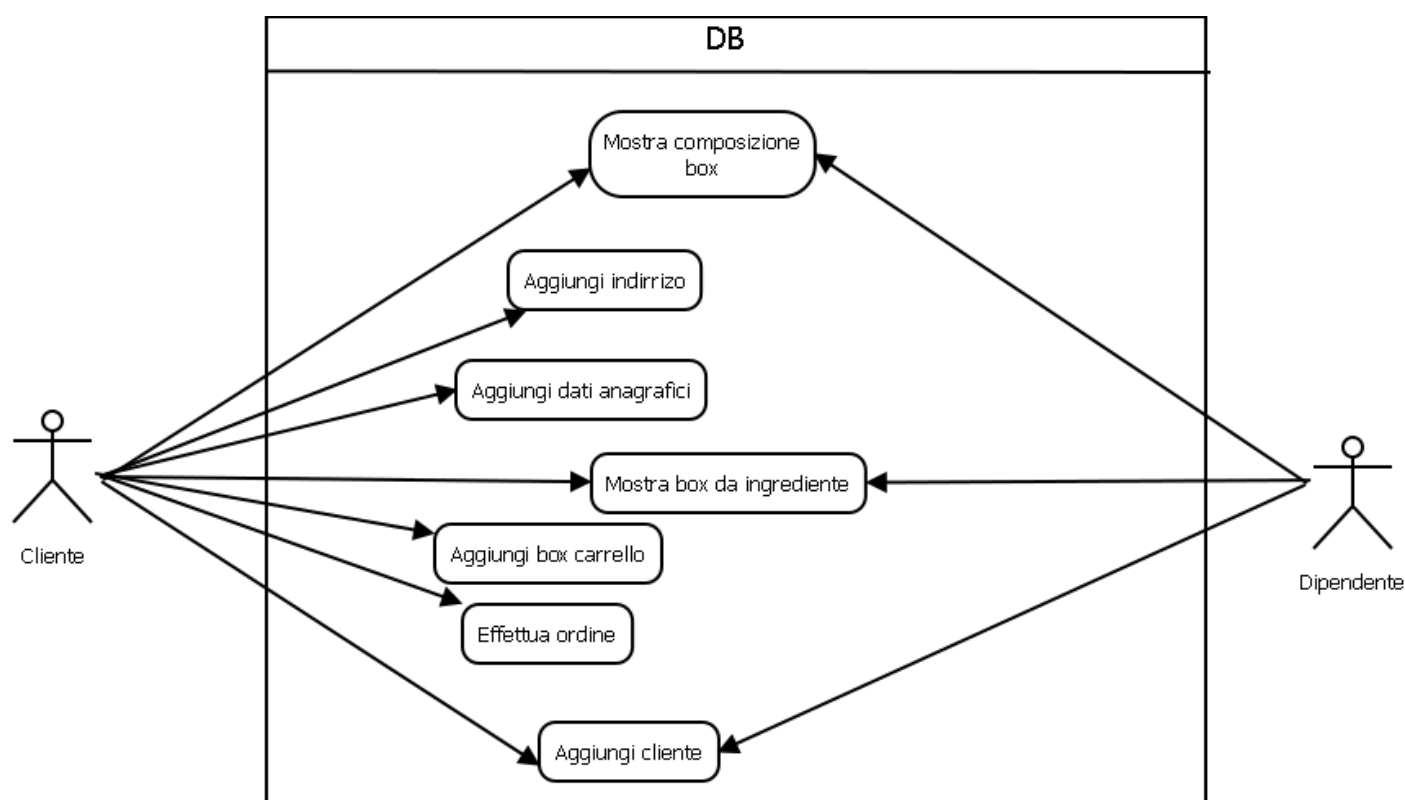 DB
Mostra composizione
box
Aggiungi indirrizo
Aggiungi dati anagrafici
Mostra box da ingrediente
Aggiungi box carrello
Cliente
Dipendente
Effettua ordine
Aggiungi cliente